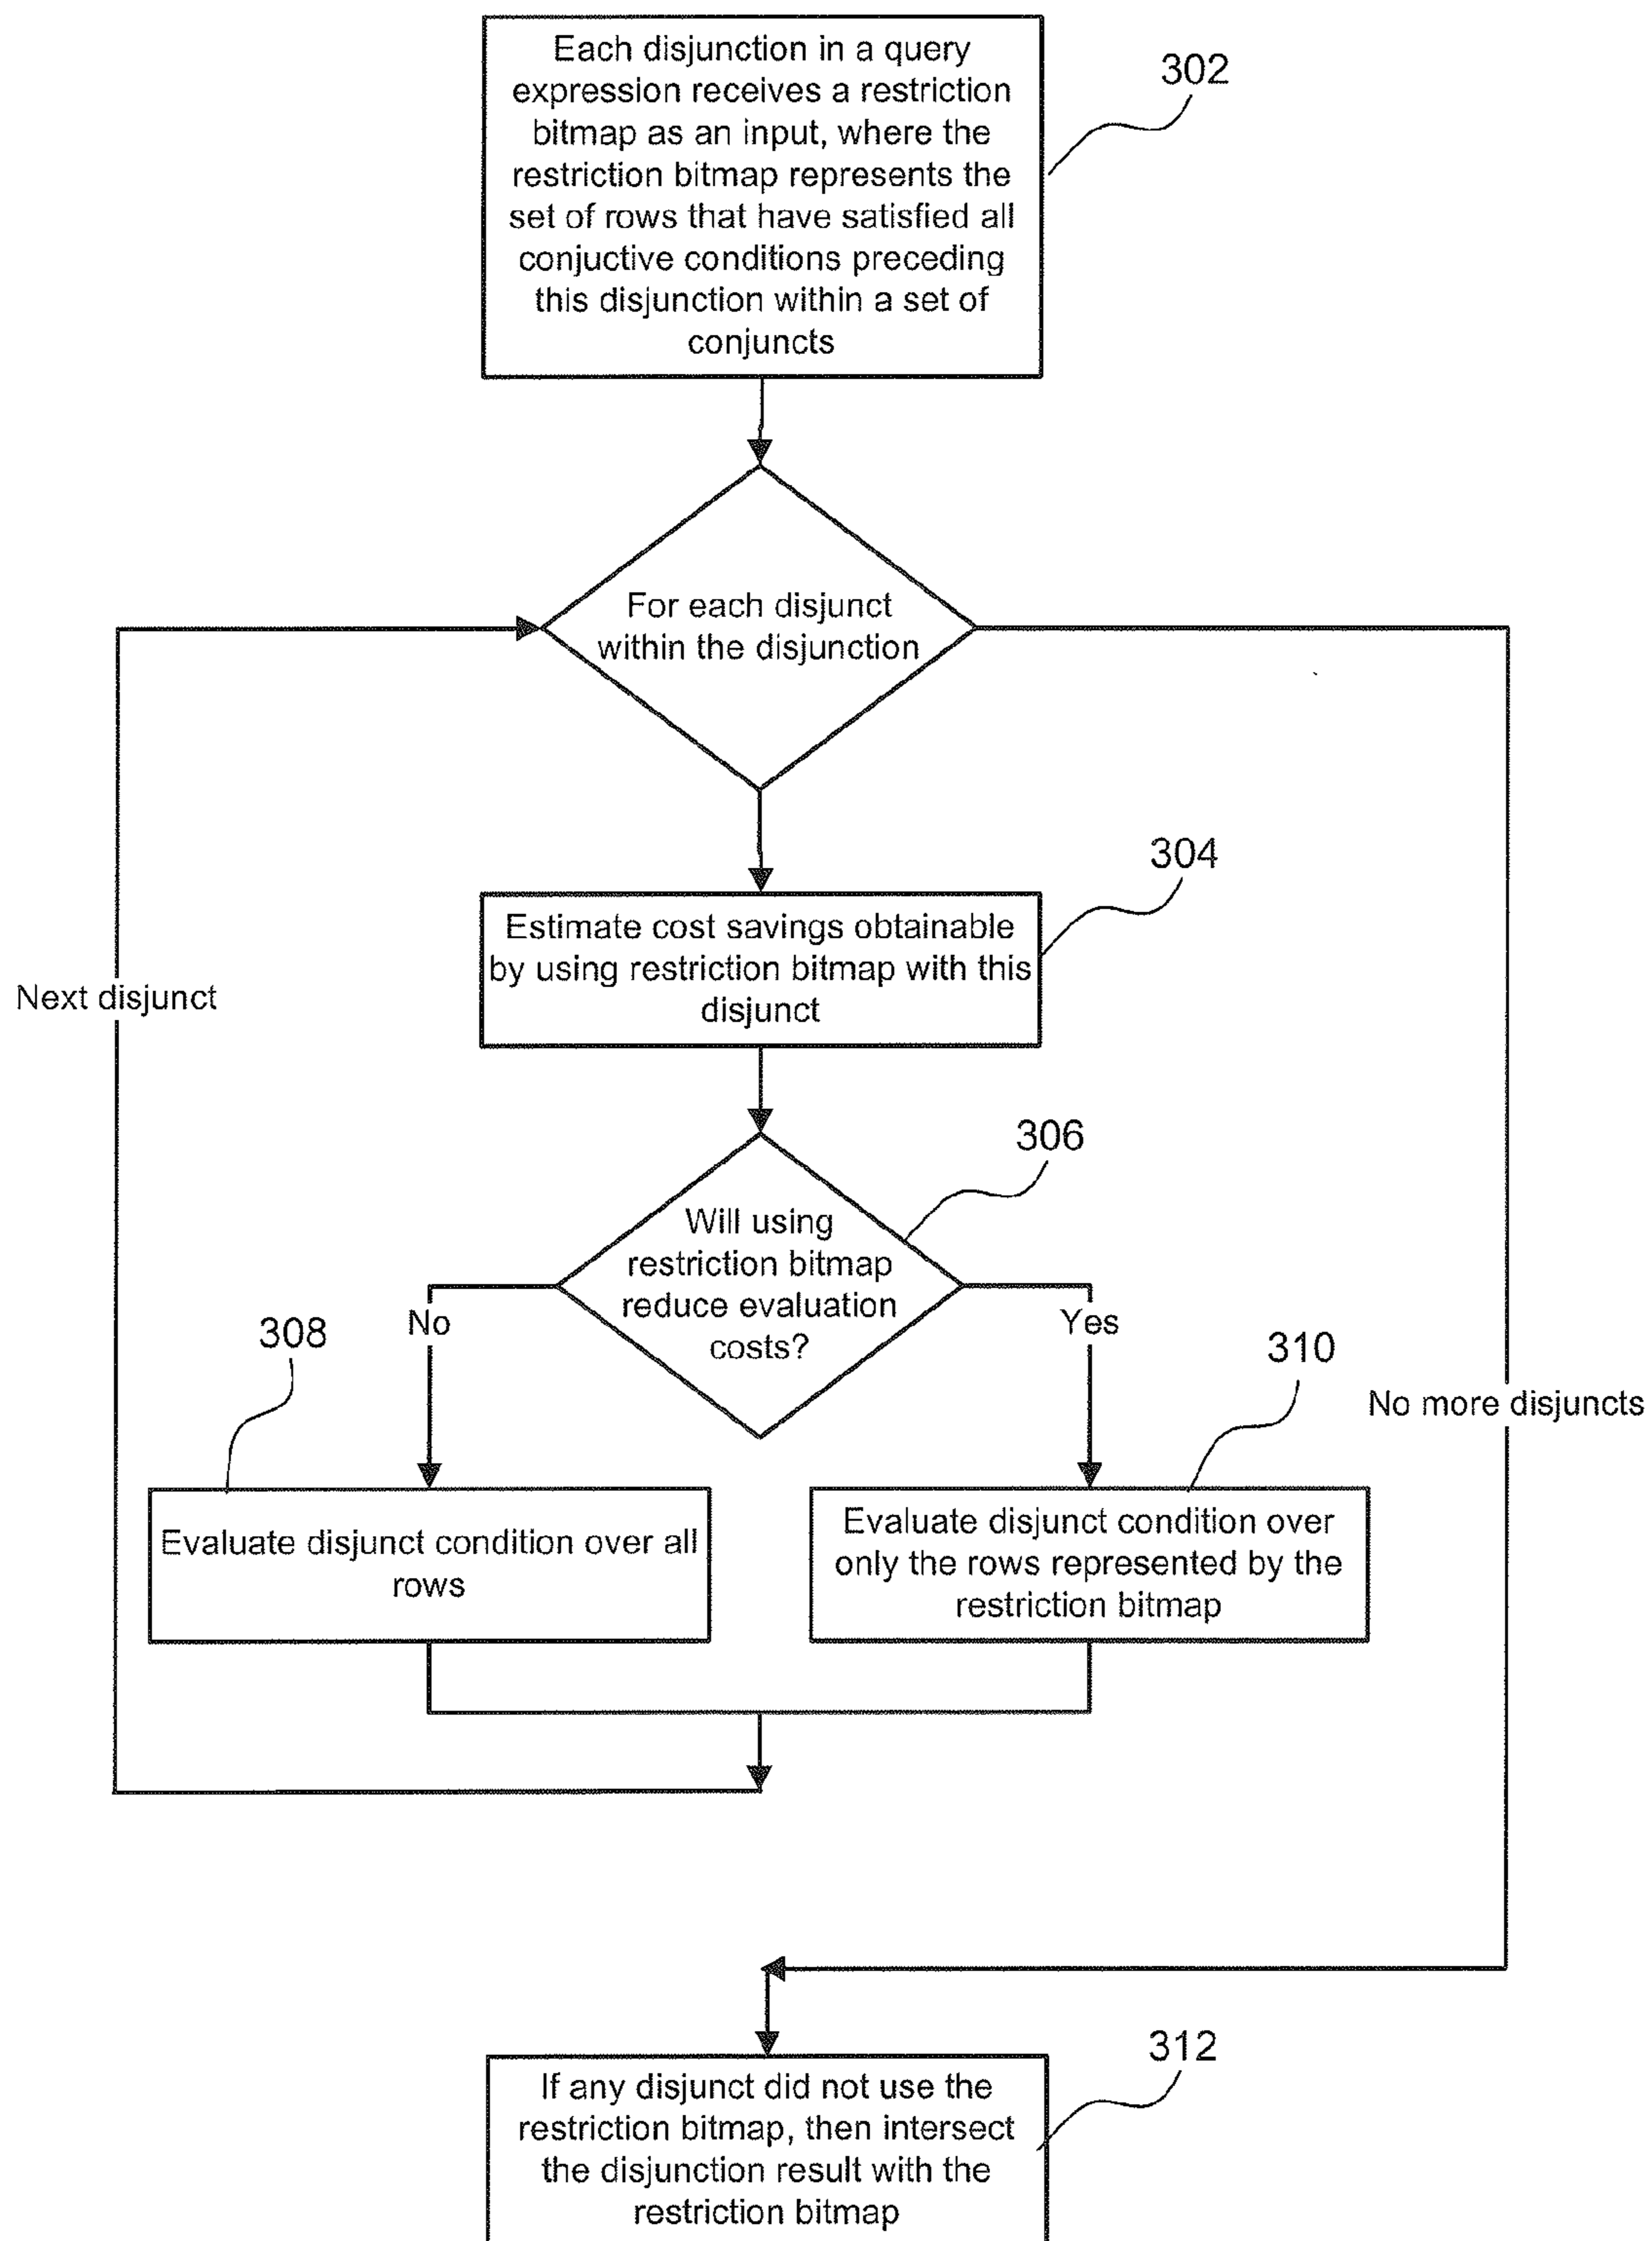 Each disjunction in a query
expression receives a restriction
bitmap as an input, where the
restriction bitmap represents the
set of rows that have satisfied all
conjuctive conditions preceding
this disjunction within a set of
conjuncts
302
For each disjunct
within the disjunction
304
Estimate cost savings obtainable
by using restriction bitmap with this
disjunct
Next disjunct
306
Will using
restriction bitmap
reduce evaluation
costs?
No
Yes
308
310
No more disjuncts
Evaluate disjunct condition over all
rows
Evaluate disjunct condition over
only the rows represented by the
restriction bitmap
312
If any disjunct did not use the
restriction bitmap, then intersect
the disjunction result with the
restriction bitmap